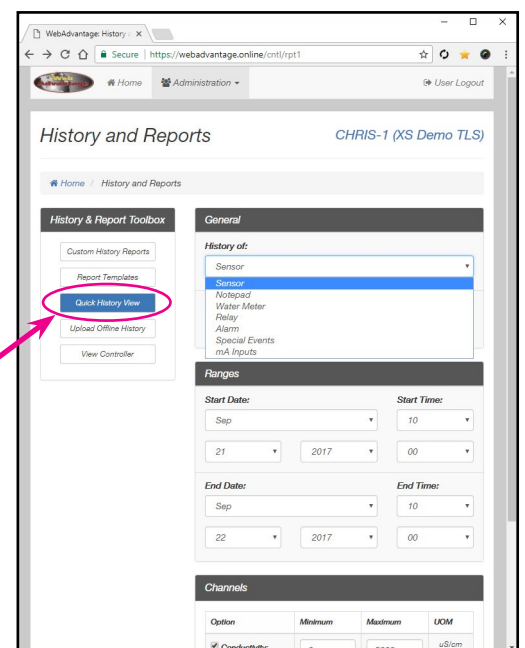 WebAdvantage: History
Secure | https://webadvantage.online/cntl/rpt1
Home Administration User Logout
History and Reports CHRIS-1 (XS Demo TLS)
Home / History and Reports
History & Report Toolbox
Custom History Reports
Report Templates
Quick History View
Upload Offline History
View Controller
General
History of:
Sensor
Sensor
Notepad
Water Meter
Relay
Alarm
Special Events
mA Inputs
Ranges
Start Date: Start Time:
Sep 10
21 2017 00
End Date: End Time:
Sep 10
22 2017 00
Channels
Option Minimum Maximum UOM
Conductivity: uS/cm